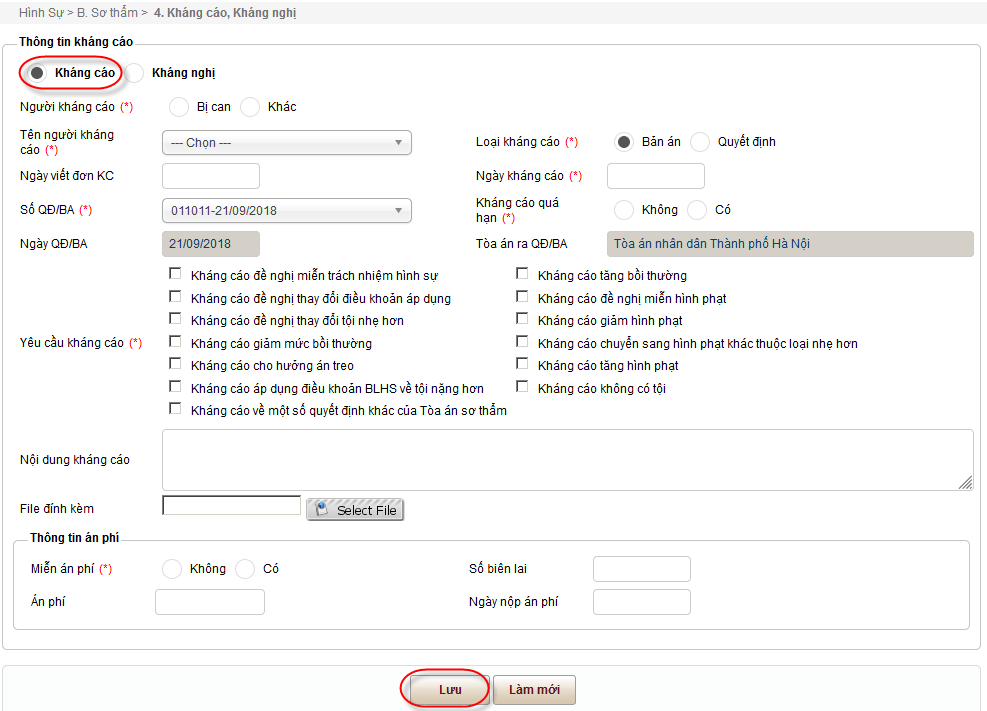 Hình Sự > B. Sơ thẩm > 4. Kháng cáo, Kháng nghị
Thông tin kháng cáo
Kháng cáo Kháng nghị
Người kháng cáo (*) Bị can Khác
Tên người kháng cáo (*) --- Chọn --- Loại kháng cáo (*) Bản án Quyết định
Ngày viết đơn KC Ngày kháng cáo (*)
Số QĐ/BA (*) 011011-21/09/2018 Kháng cáo quá hạn (*) Không Có
Ngày QĐ/BA 21/09/2018 Tòa án ra QĐ/BA Tòa án nhân dân Thành phố Hà Nội
Yêu cầu kháng cáo (*)
Kháng cáo đề nghị miễn trách nhiệm hình sự Kháng cáo tăng bồi thường
Kháng cáo đề nghị thay đổi điều khoản áp dụng Kháng cáo đề nghị miễn hình phạt
Kháng cáo đề nghị thay đổi tội nhẹ hơn Kháng cáo giảm hình phạt
Kháng cáo giảm mức bồi thường Kháng cáo chuyển sang hình phạt khác thuộc loại nhẹ hơn
Kháng cáo cho hưởng án treo Kháng cáo tăng hình phạt
Kháng cáo áp dụng điều khoản BLHS về tội nặng hơn Kháng cáo không có tội
Kháng cáo về một số quyết định khác của Tòa án sơ thẩm
Nội dung kháng cáo
File đính kèm Select File
Thông tin án phí
Miễn án phí (*) Không Có Số biên lai
Án phí Ngày nộp án phí
Lưu Làm mới